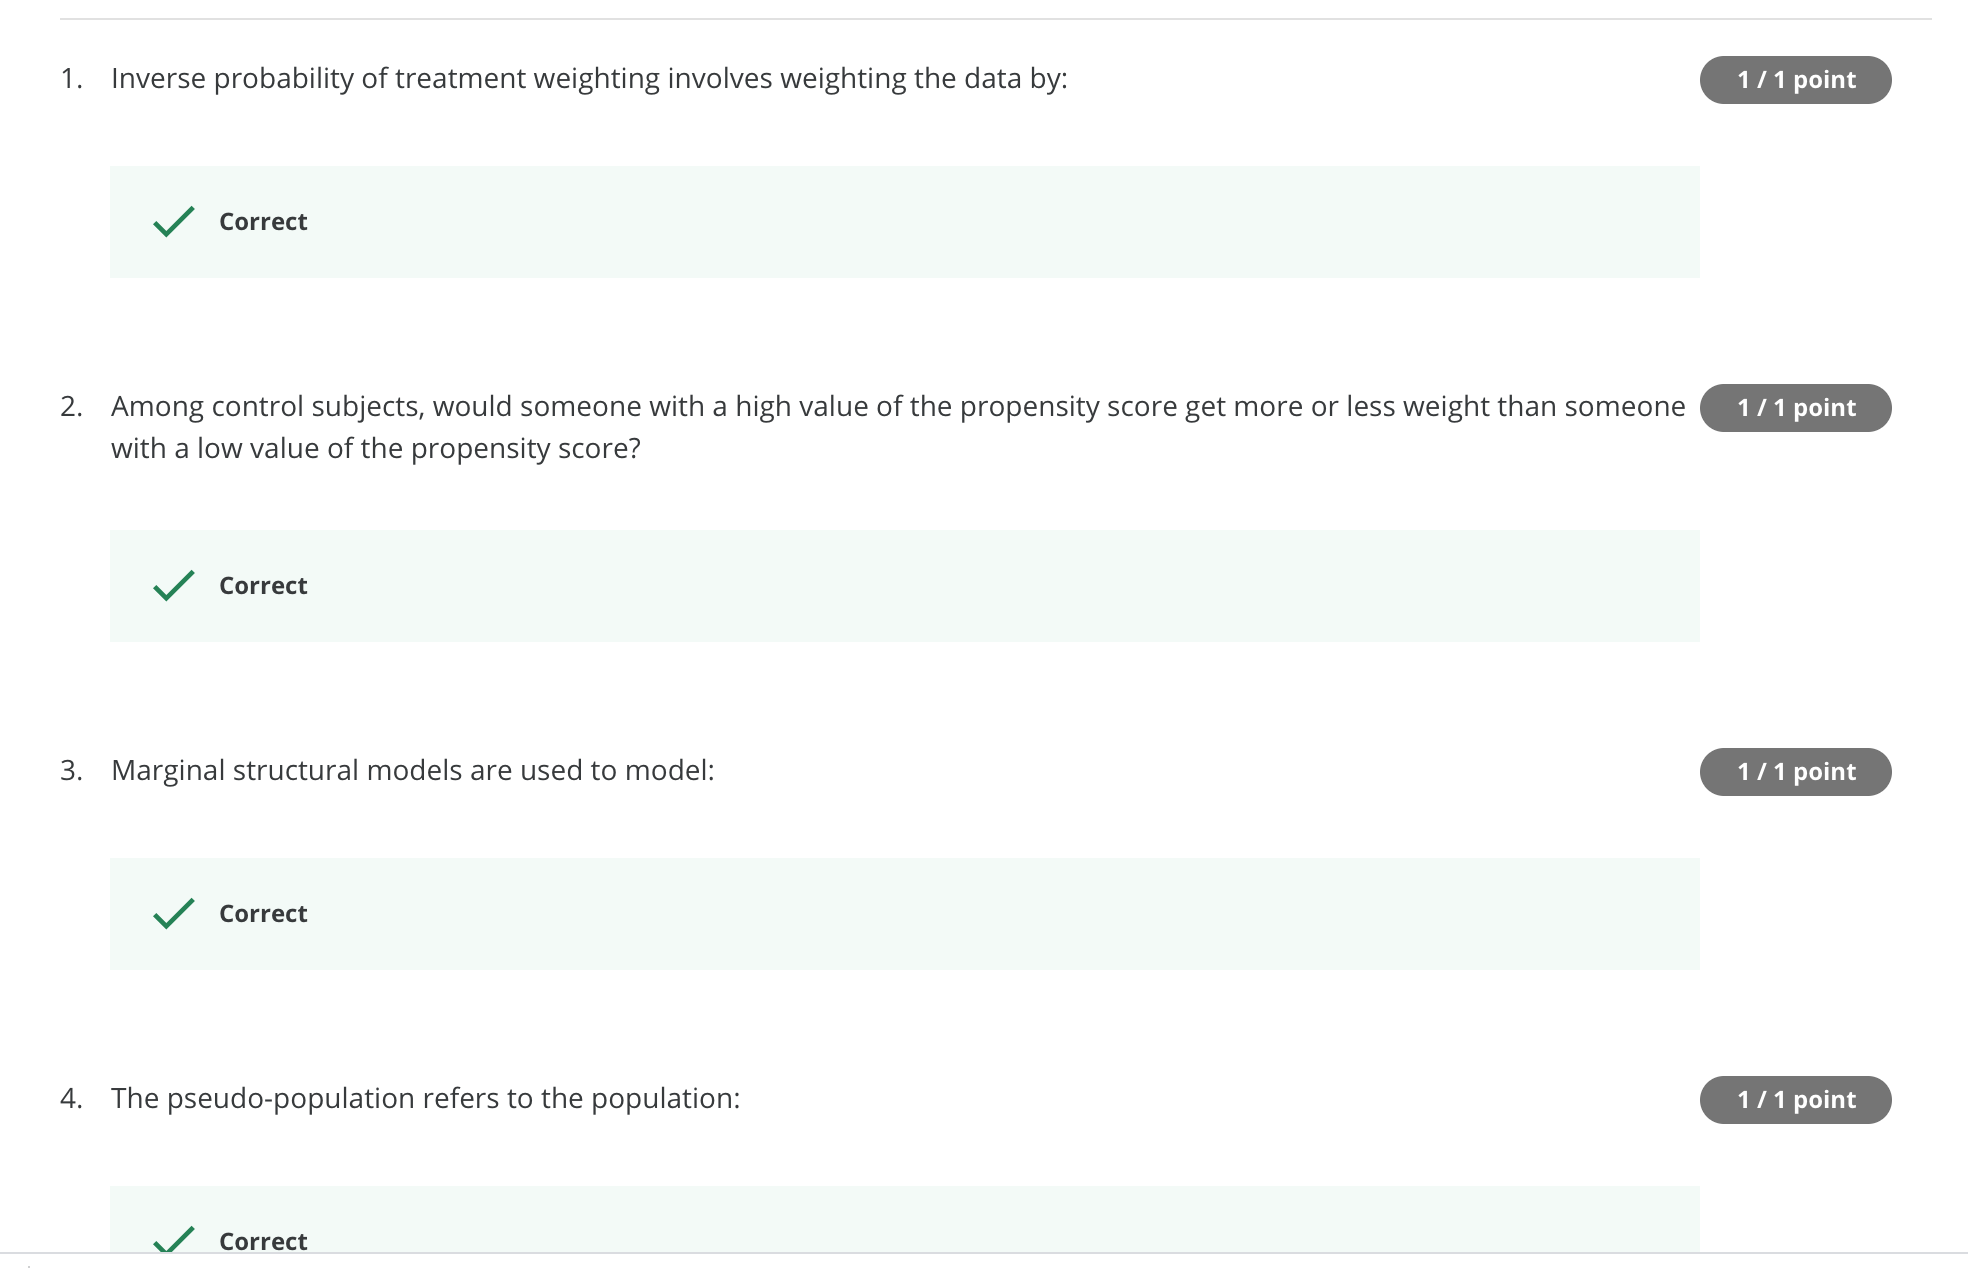 1. Inverse probability of treatment weighting involves weighting the data by:
1 / 1 point
Correct
2. Among control subjects, would someone with a high value of the propensity score get more or less weight than someone
with a low value of the propensity score?
1 / 1 point
Correct
3. Marginal structural models are used to model:
1 / 1 point
Correct
4. The pseudo-population refers to the population:
1 / 1 point
Correct